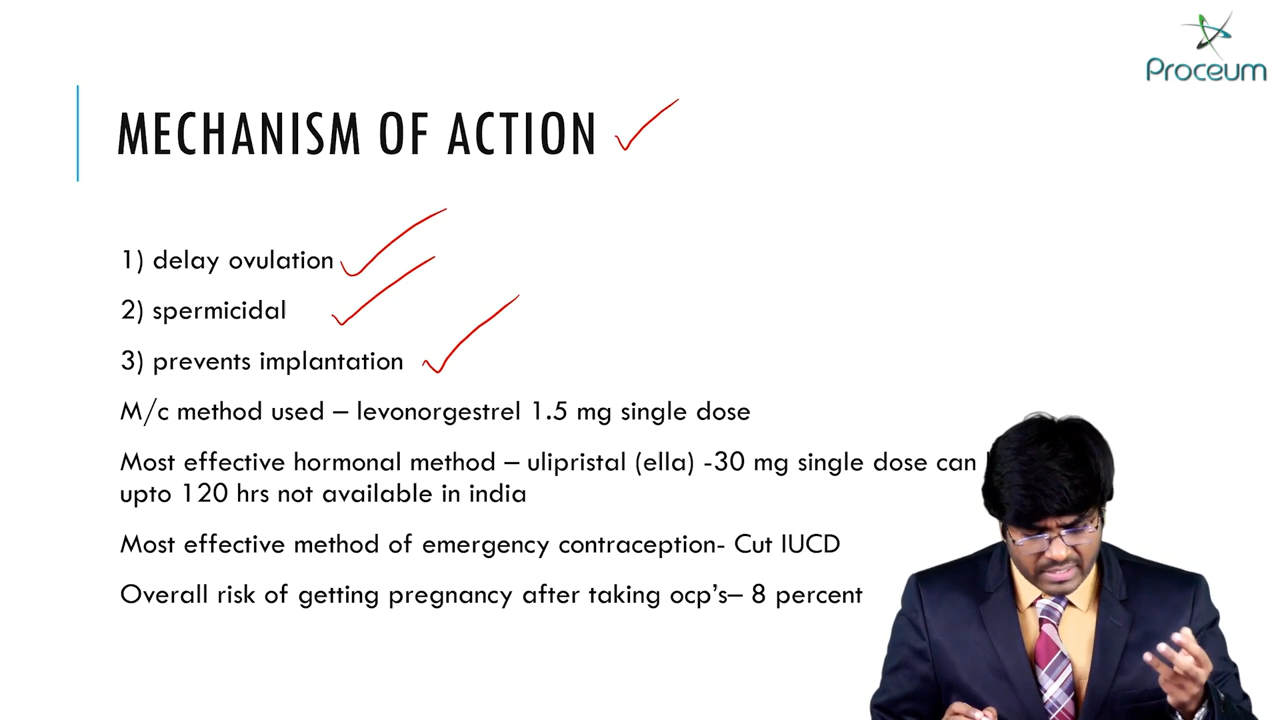 Proceum
MECHANISM OF ACTION
1) delay ovulation
2) spermicidal
3) prevents implantation
M/c method used – levonorgestrel 1.5 mg single dose
Most effective hormonal method – ulipristal (ella) -30 mg single dose can
upto 120 hrs not available in india
Most effective method of emergency contraception- Cut IUCD
Overall risk of getting pregnancy after taking ocp's– 8 percent